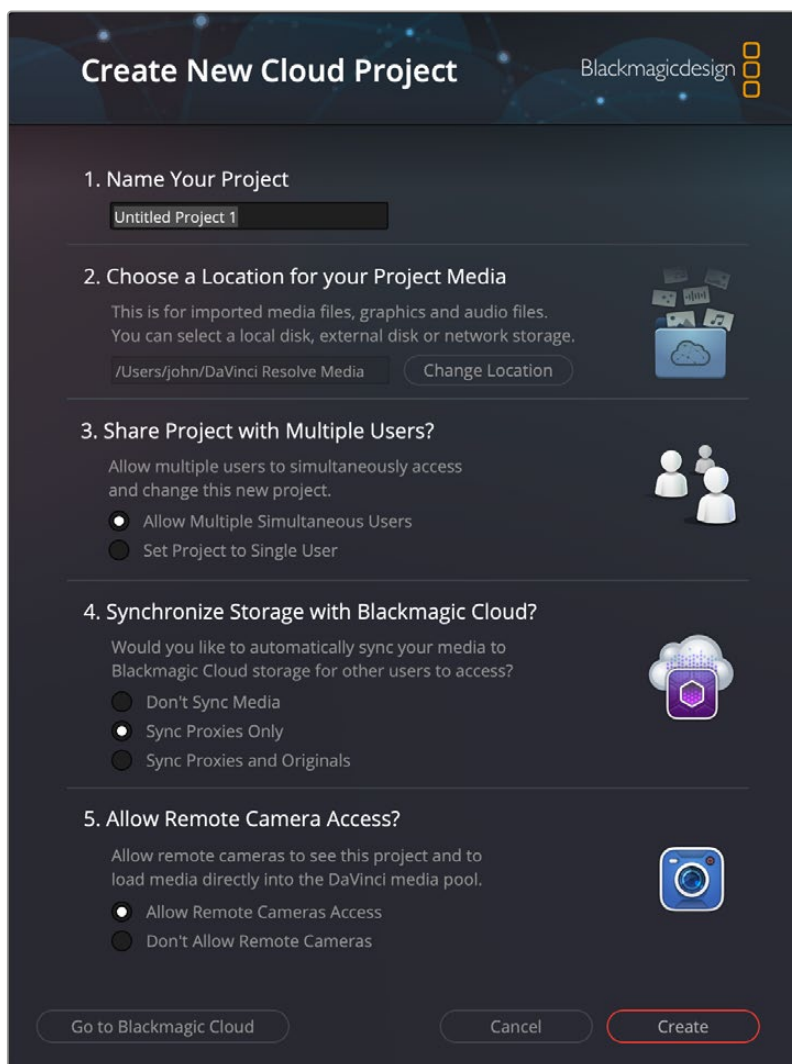 Create New Cloud Project
Blackmagicdesign
1. Name Your Project
Untitled Project 1
2. Choose a Location for your Project Media
This is for imported media files, graphics and audio files.
You can select a local disk, external disk or network storage.
/Users/john/DaVinci Resolve Media
Change Location
3. Share Project with Multiple Users?
Allow multiple users to simultaneously access
and change this new project.
Allow Multiple Simultaneous Users
Set Project to Single User
4. Synchronize Storage with Blackmagic Cloud?
Would you like to automatically sync your media to
Blackmagic Cloud storage for other users to access?
Don't Sync Media
Sync Proxies Only
Sync Proxies and Originals
5. Allow Remote Camera Access?
Allow remote cameras to see this project and to
load media directly into the DaVinci media pool.
Allow Remote Cameras Access
Don't Allow Remote Cameras
Go to Blackmagic Cloud
Cancel
Create